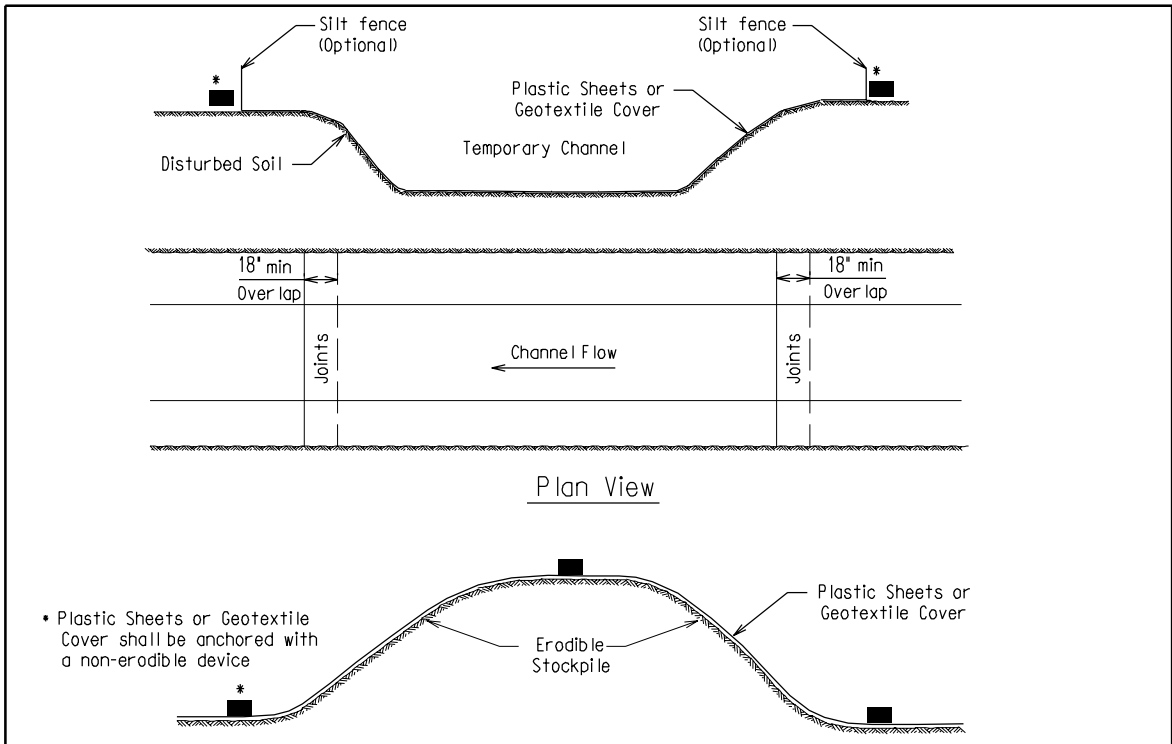 Silt fence
(Optional)
Silt fence
(Optional)
*
*
Plastic Sheets or
Geotextile Cover
Temporary Channel
Disturbed Soil
18" min
Overlap
18" min
Overlap
Joints
Channel Flow
Joints
Plan View
Plastic Sheets or
Geotextile Cover
* Plastic Sheets or Geotextile
Cover shall be anchored with
a non-erodible device
Erodible
Stockpile
*